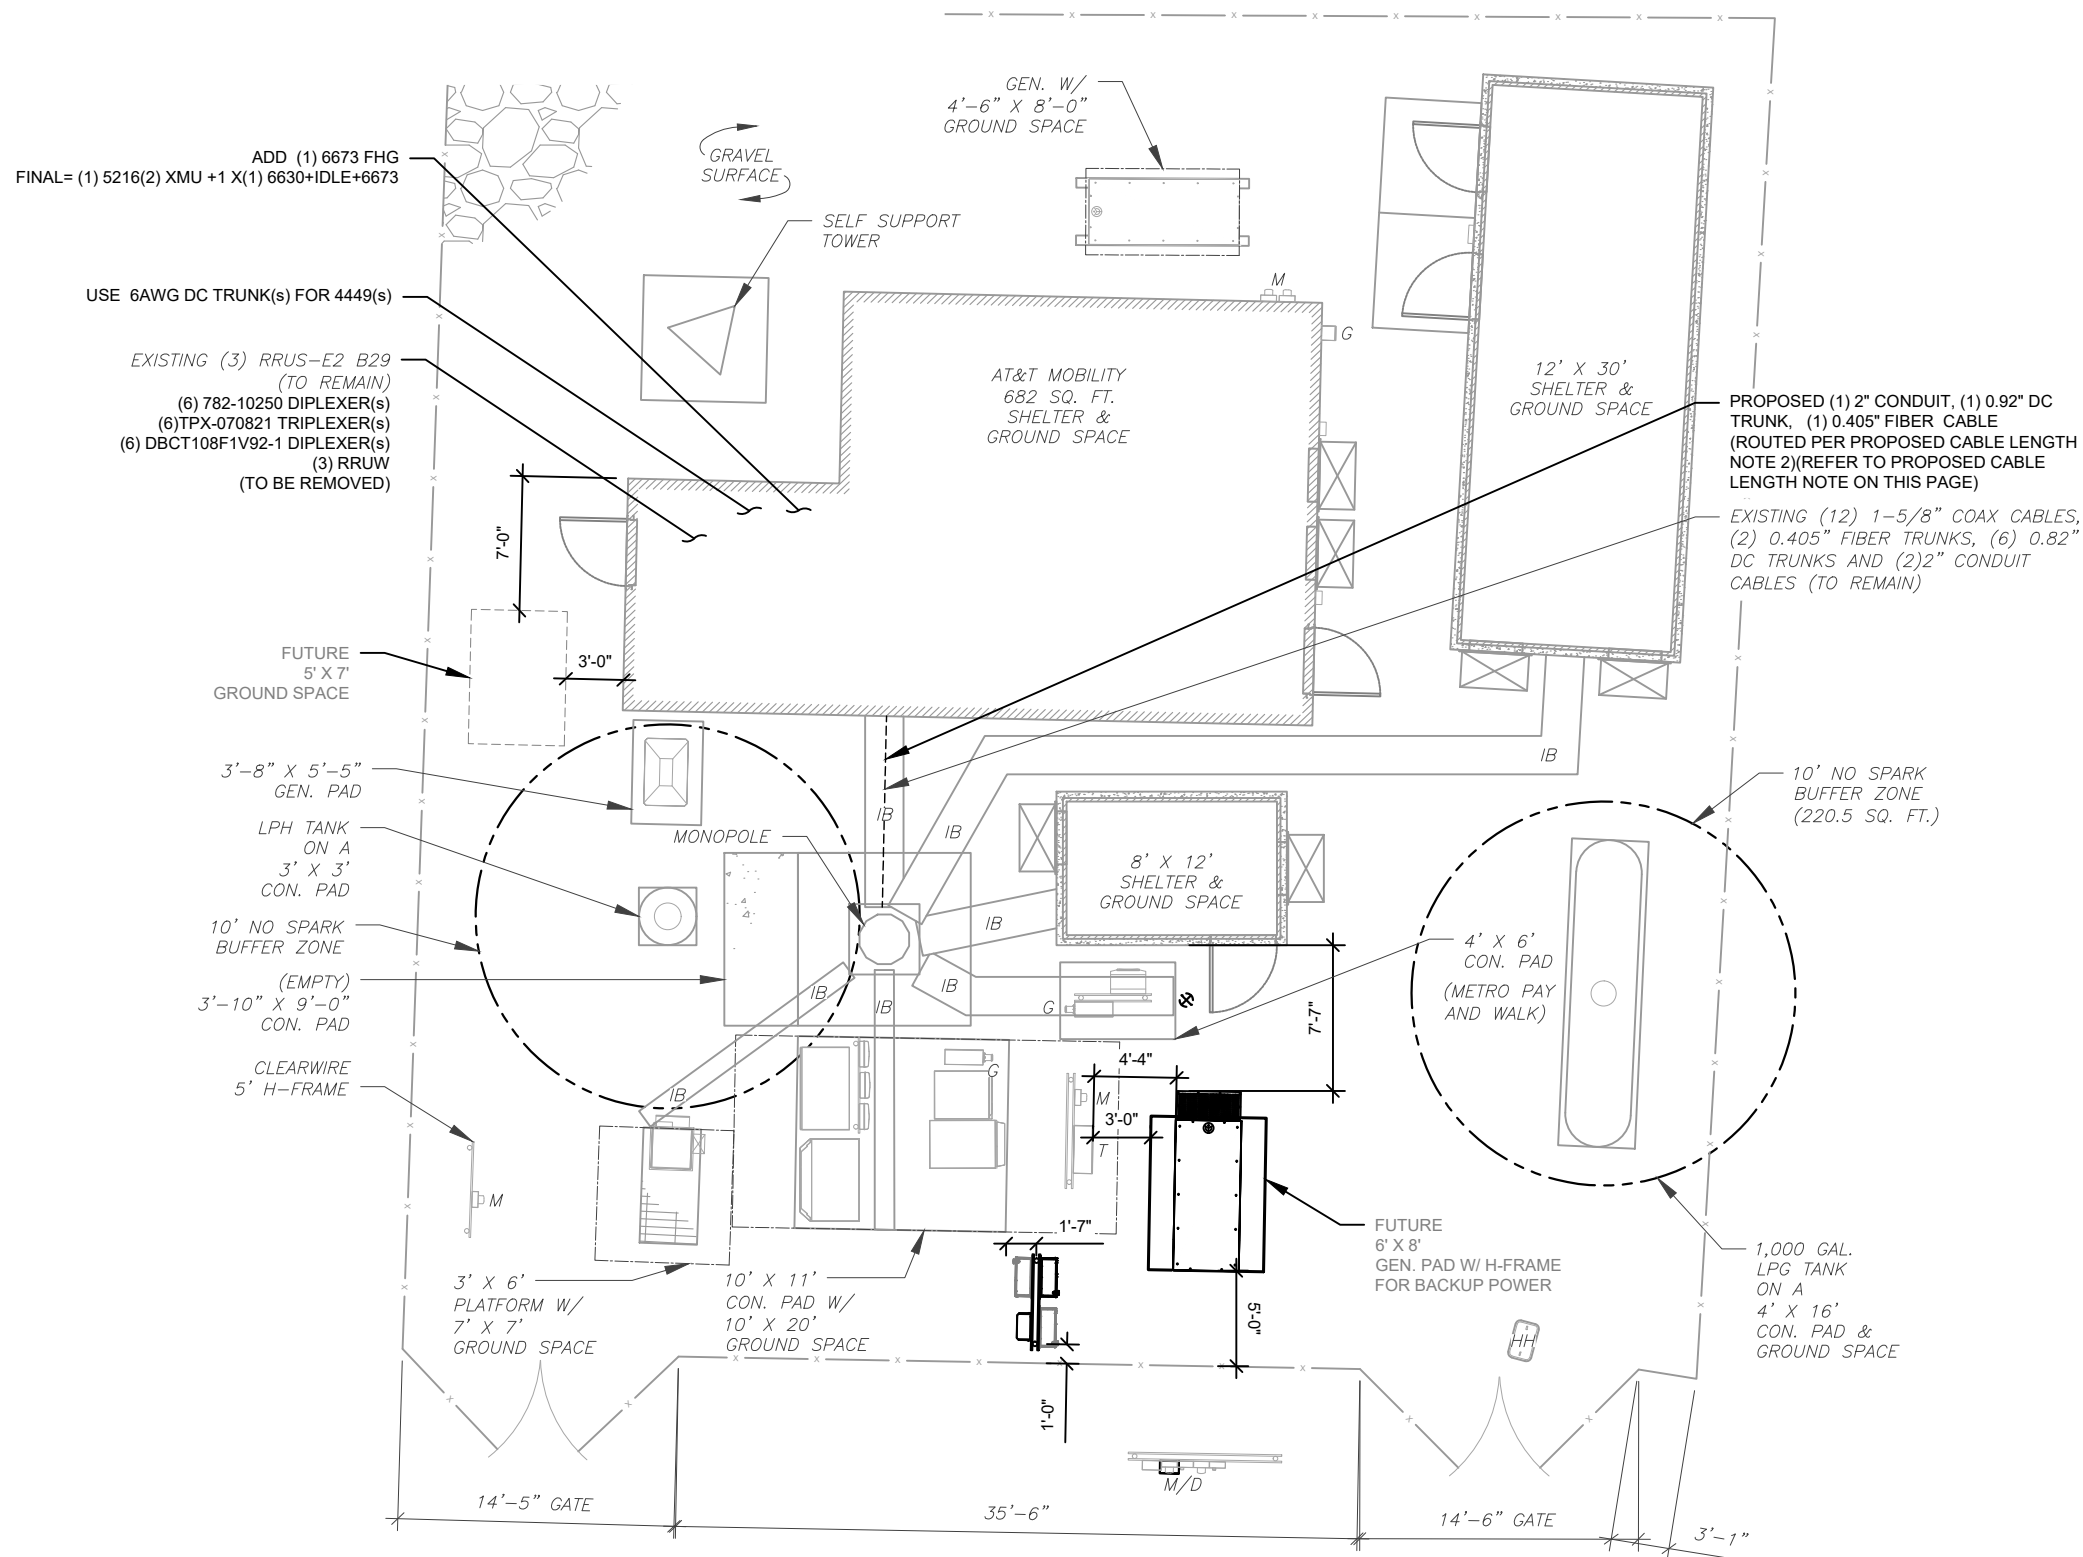 GEN. W/
4'-6" X 8'-0"
GROUND SPACE
ADD (1) 6673 FHG
FINAL= (1) 5216(2) XMU +1 X(1) 6630+IDLE+6673
GRAVEL
SURFACE
SELF SUPPORT
TOWER
USE 6AWG DC TRUNK(s) FOR 4449(s)
M
G
EXISTING (3) RRUS-E2 B29
(TO REMAIN)
(6) 782-10250 DIPLEXER(s)
(6)TPX-070821 TRIPLEXER(s)
(6) DBCT108F1V92-1 DIPLEXER(s)
(3) RRUW
(TO BE REMOVED)
AT&T MOBILITY
682 SQ. FT.
SHELTER &
GROUND SPACE
12' X 30'
SHELTER &
GROUND SPACE
PROPOSED (1) 2" CONDUIT, (1) 0.92" DC
TRUNK, (1) 0.405" FIBER CABLE
(ROUTED PER PROPOSED CABLE LENGTH
NOTE 2)(REFER TO PROPOSED CABLE
LENGTH NOTE ON THIS PAGE)
EXISTING (12) 1-5/8" COAX CABLES,
(2) 0.405" FIBER TRUNKS, (6) 0.82"
DC TRUNKS AND (2)2" CONDUIT
CABLES (TO REMAIN)
7'-0"
FUTURE
5' X 7'
GROUND SPACE
3'-0"
3'-8" X 5'-5"
GEN. PAD
IB
10' NO SPARK
BUFFER ZONE
(220.5 SQ. FT.)
LPH TANK
ON A
3' X 3'
CON. PAD
MONOPOLE
IB
IB
8' X 12'
SHELTER &
GROUND SPACE
10' NO SPARK
BUFFER ZONE
IB
4' X 6'
CON. PAD
(METRO PAY
AND WALK)
(EMPTY)
3'-10" X 9'-0"
CON. PAD
IB
IB
IB
G
7'-7"
CLEARWIRE
5' H-FRAME
IB
G
4'-4"
M
3'-0"
T
M
1'-7"
FUTURE
6' X 8'
GEN. PAD W/ H-FRAME
FOR BACKUP POWER
3' X 6'
PLATFORM W/
7' X 7'
GROUND SPACE
10' X 11'
CON. PAD W/
10' X 20'
GROUND SPACE
5'-0"
HH
1,000 GAL.
LPG TANK
ON A
4' X 16'
CON. PAD &
GROUND SPACE
1'-0"
M/D
14'-5" GATE
35'-6"
14'-6" GATE
3'-1"